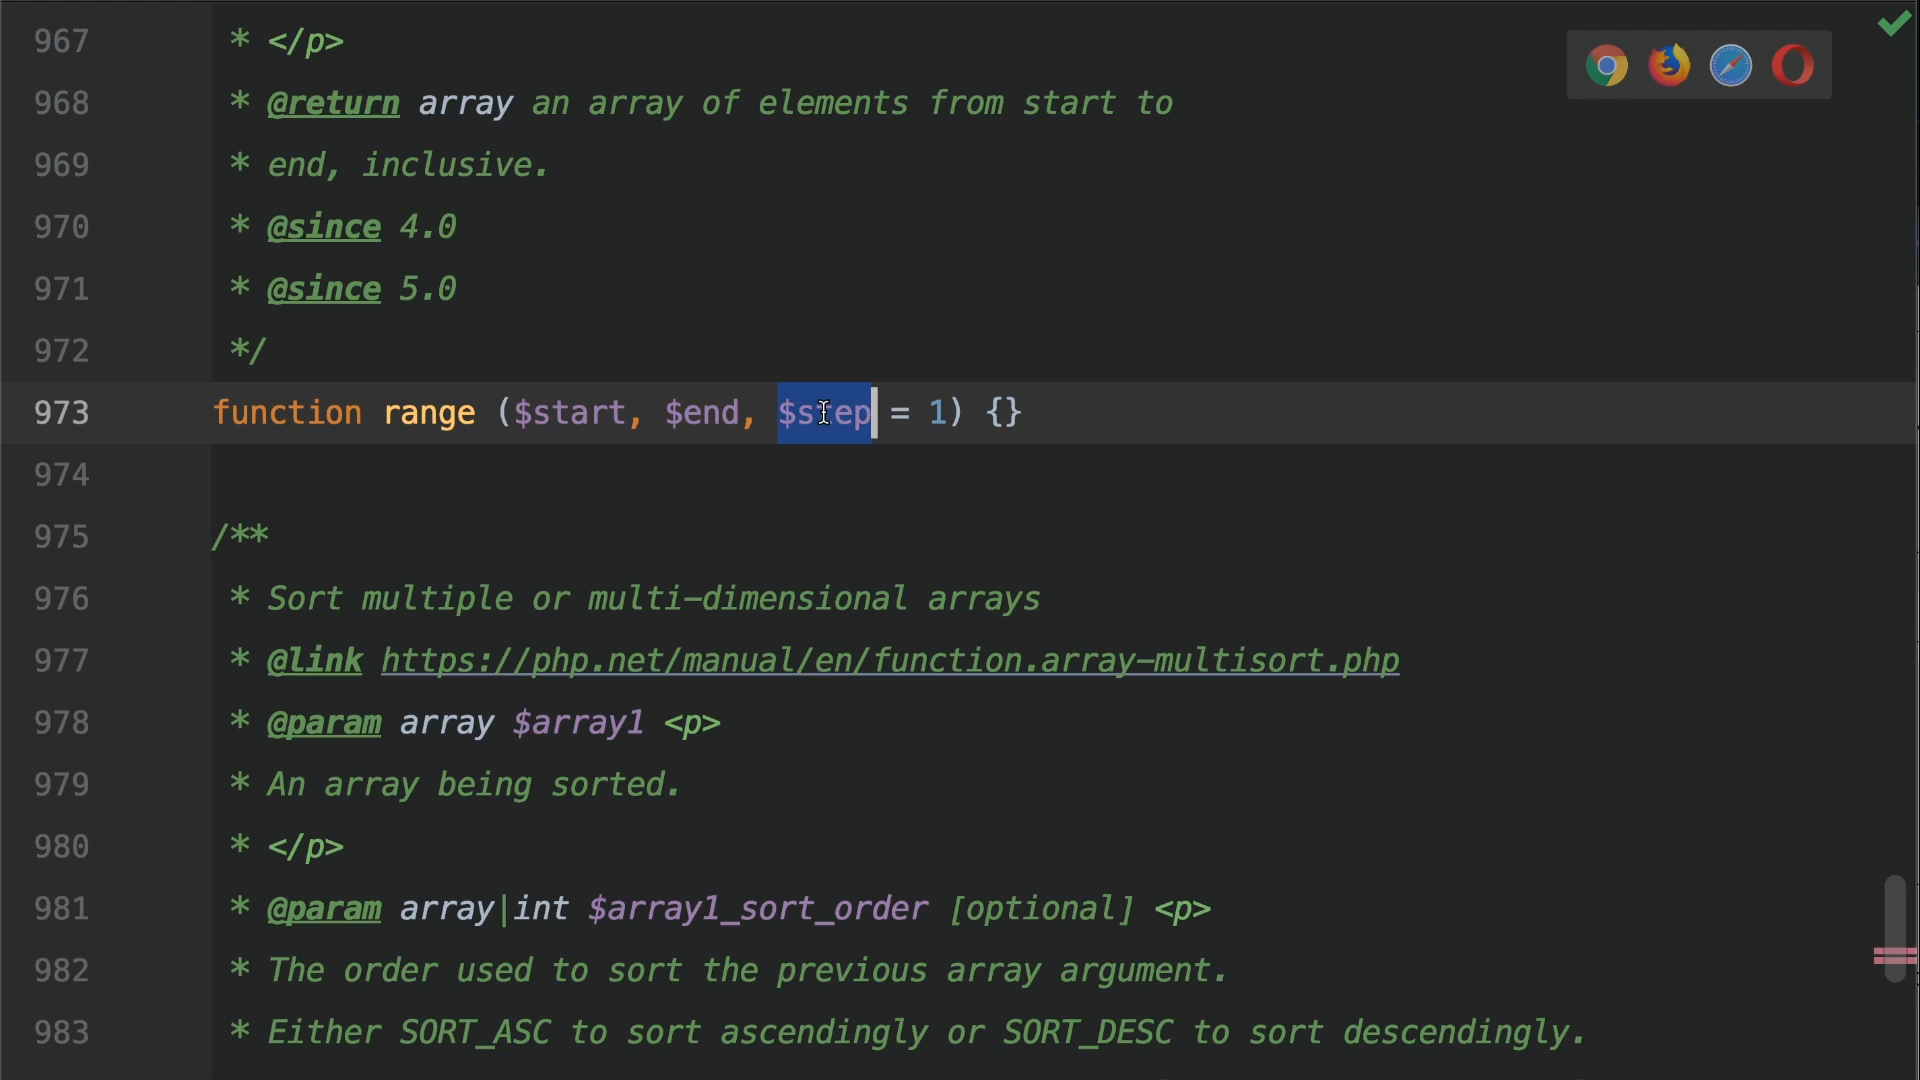 967 * </p>
968 * @return array an array of elements from start to
969 * end, inclusive.
970 * @since 4.0
971 * @since 5.0
972 */
973 function range ($start, $end, $step = 1) {}
974
975 /**
976 * Sort multiple or multi-dimensional arrays
977 * @link https://php.net/manual/en/function.array-multisort.php
978 * @param array $array1 <p>
979 * An array being sorted.
980 * </p>
981 * @param array|int $array1_sort_order [optional] <p>
982 * The order used to sort the previous array argument.
983 * Either SORT_ASC to sort ascendingly or SORT_DESC to sort descendingly.